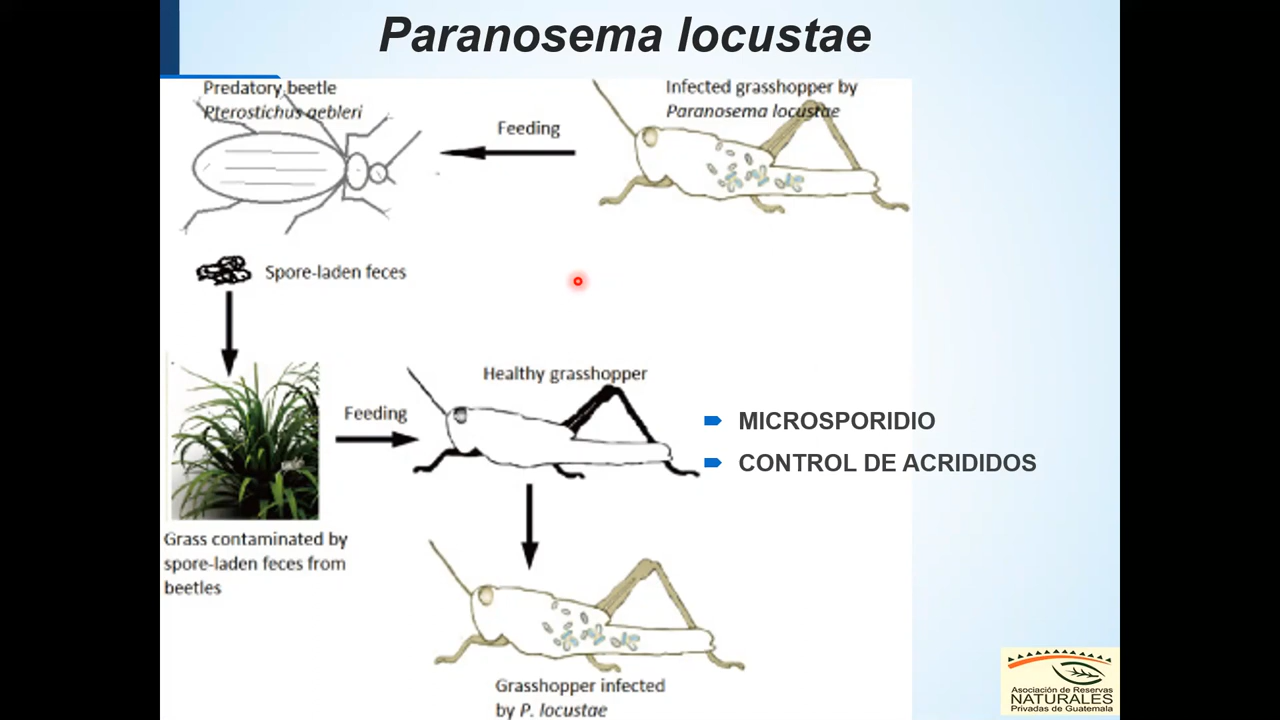 Paranosema locustae
Predatory beetle
Pterostichus gebleri
Feeding
Infected grasshopper by
Paranosema locustae
Spore-laden feces
Healthy grasshopper
Feeding
MICROSPORIDIO
CONTROL DE ACRIDIDOS
Grass contaminated by
spore-laden feces from
beetles
Grasshopper infected
by P. locustae
Asociación de Reservas
NATURALES
Privadas de Guatemala